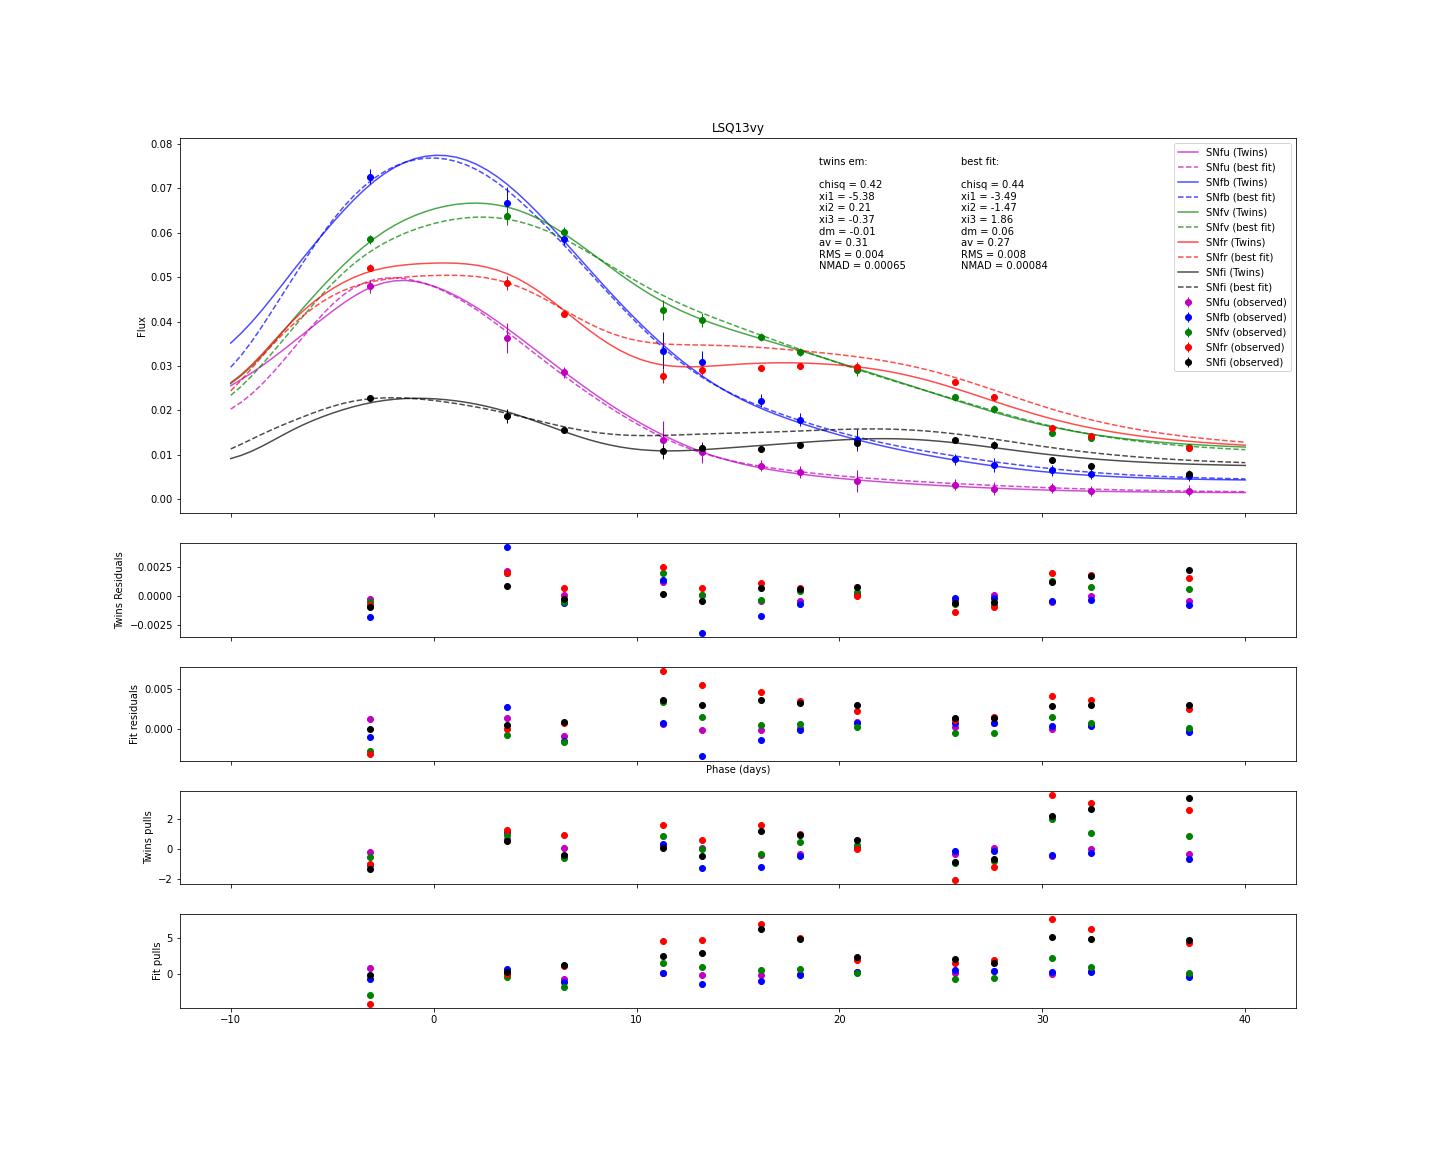 LSQ13vy
0.08
0.07
0.06
0.05
0.04
0.03
0.02
0.01
0.00
Flux
twins em:
chisq = 0.42
xi1 = -5.38
xi2 = 0.21
xi3 = -0.37
dm = -0.01
av = 0.31
RMS = 0.004
NMAD = 0.00065
best fit:
chisq = 0.44
xi1 = -3.49
xi2 = -1.47
xi3 = 1.86
dm = 0.06
av = 0.27
RMS = 0.008
NMAD = 0.00084
SNfu (Twins)
SNfu (best fit)
SNfb (Twins)
SNfb (best fit)
SNfv (Twins)
SNfv (best fit)
SNfr (Twins)
SNfr (best fit)
SNfi (Twins)
SNfi (best fit)
SNfu (observed)
SNfb (observed)
SNfv (observed)
SNfr (observed)
SNfi (observed)
Twins Residuals
0.0025
0.0000
−0.0025
Fit residuals
0.005
0.000
Phase (days)
Twins pulls
2
0
−2
Fit pulls
5
0
−10
0
10
20
30
40